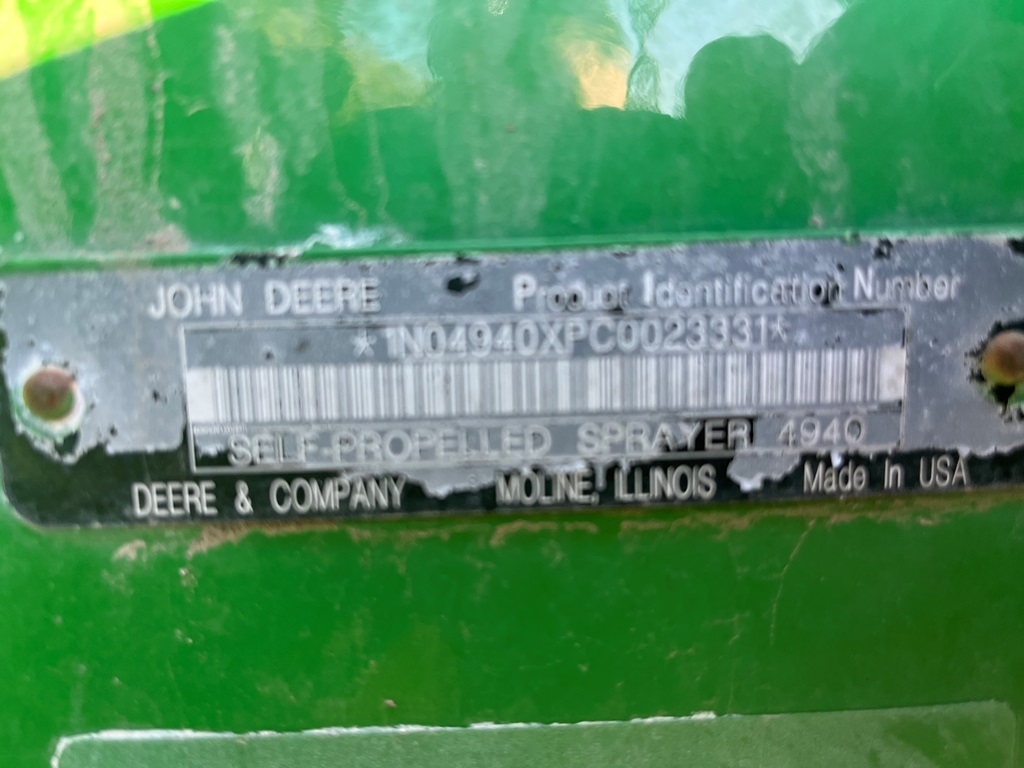 JOHN DEERE Product Identification Number
*1N04940XPC0023331*
SELF-PROPELLED SPRAYER 4940
DEERE & COMPANY MOLINE, ILLINOIS Made In USA